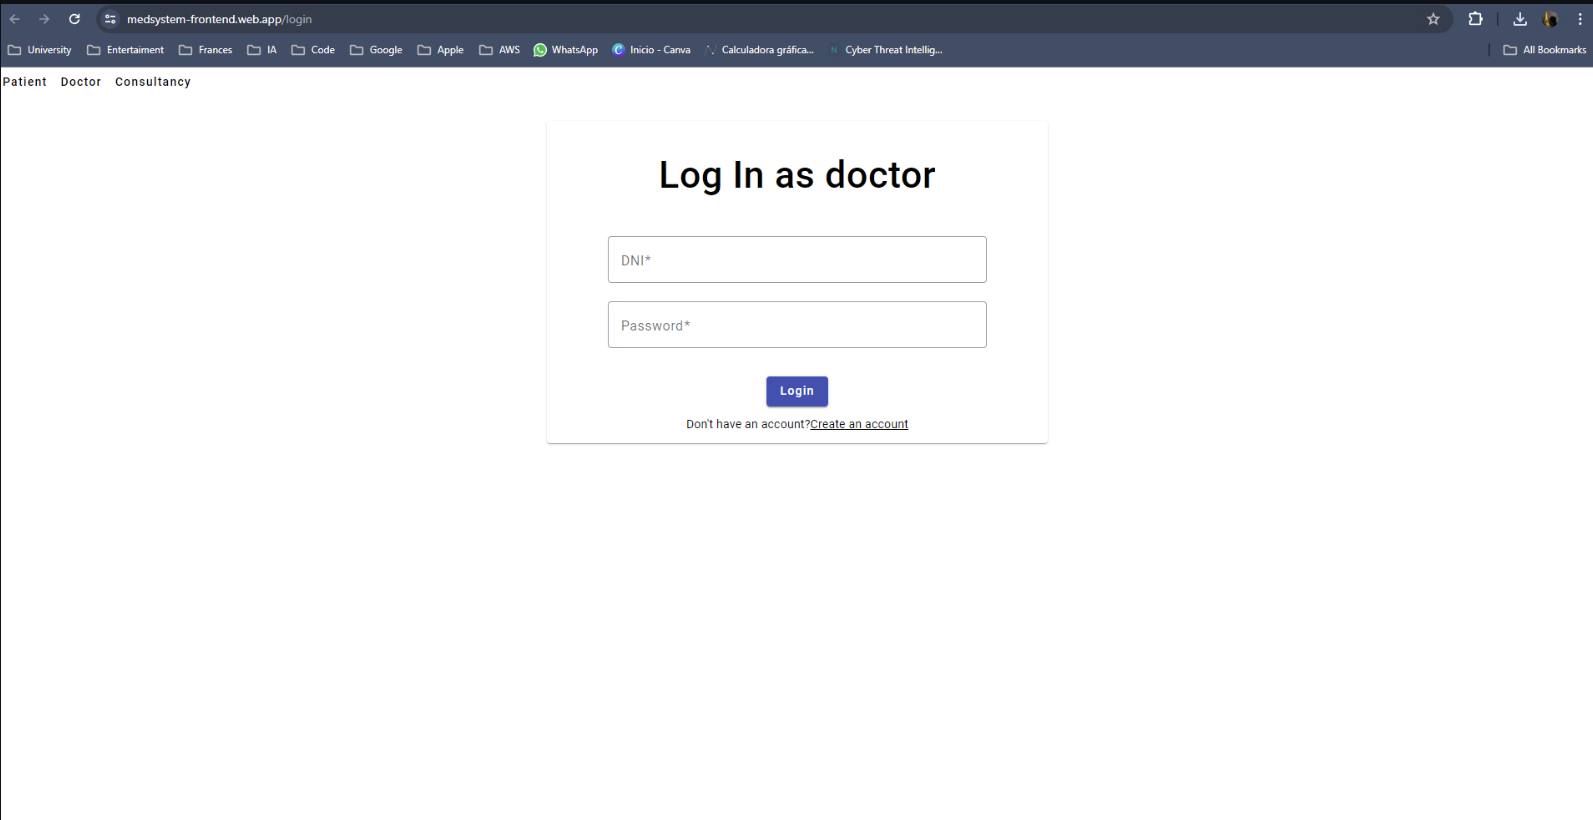 medsystem-frontend.web.app/login
University Entertaiment Frances IA Code Google Apple AWS WhatsApp Inicio - Canva Calculadora gráfica... Cyber Threat Intellig... All Bookmarks
Patient Doctor Consultancy
Log In as doctor
DNI*
Password*
Login
Don't have an account?Create an account